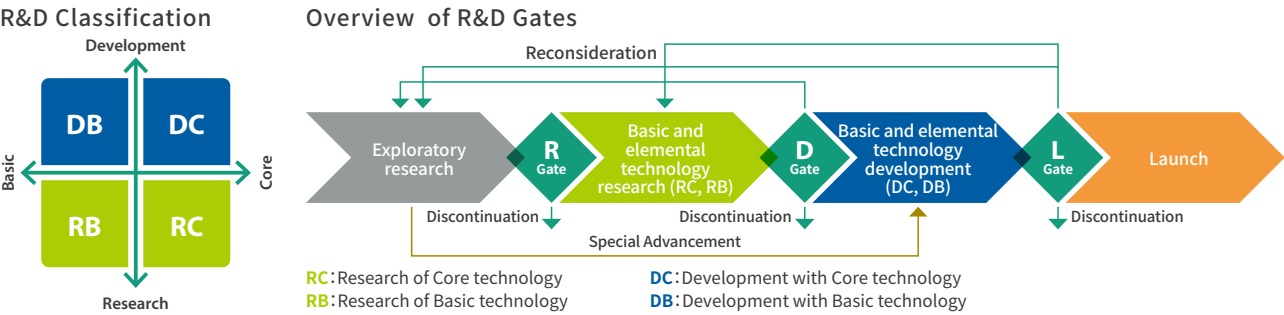 R&D Classification
Development
DB
DC
Basic
Core
RB
RC
Research
Overview of R&D Gates
Reconsideration
Exploratory
research
R
Gate
Basic and
elemental
technology
research (RC, RB)
D
Gate
Basic and elemental
technology
development
(DC, DB)
L
Gate
Launch
Discontinuation
Discontinuation
Discontinuation
Special Advancement
RC:Research of Core technology
DC:Development with Core technology
RB:Research of Basic technology
DB:Development with Basic technology